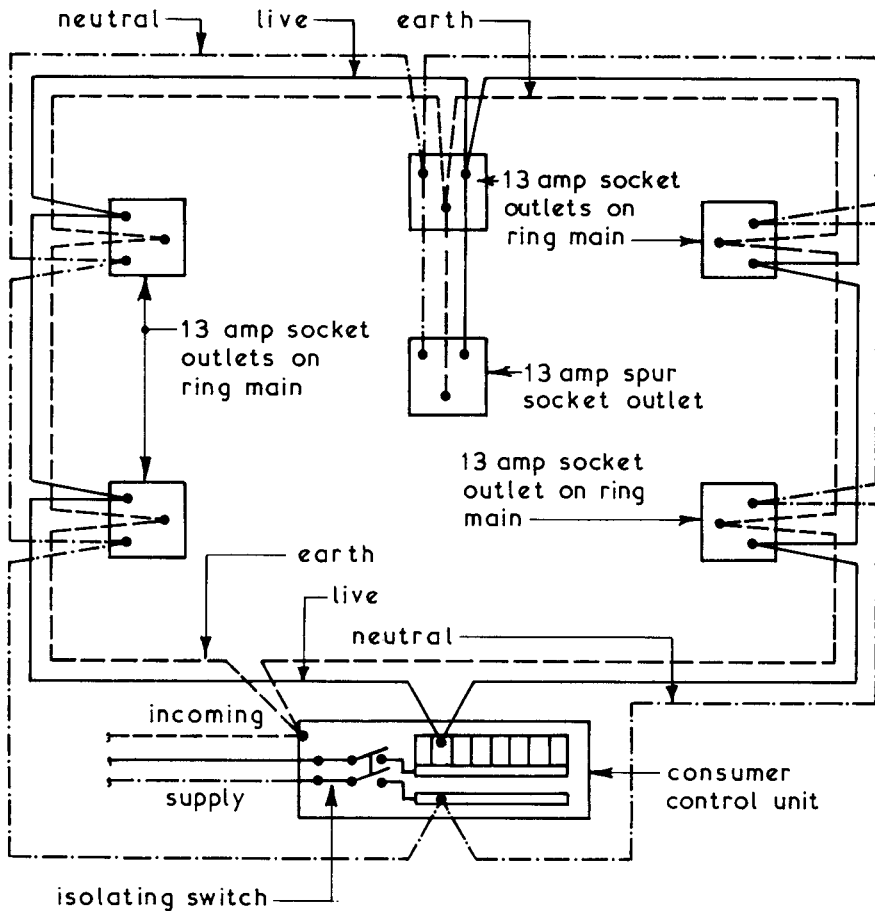 neutral
live
earth
13 amp socket
outlets on
ring main
13 amp socket
outlets on
ring main
13 amp spur
socket outlet
13 amp socket
outlet on ring
main
earth
live
neutral
incoming
supply
consumer
control unit
isolating switch